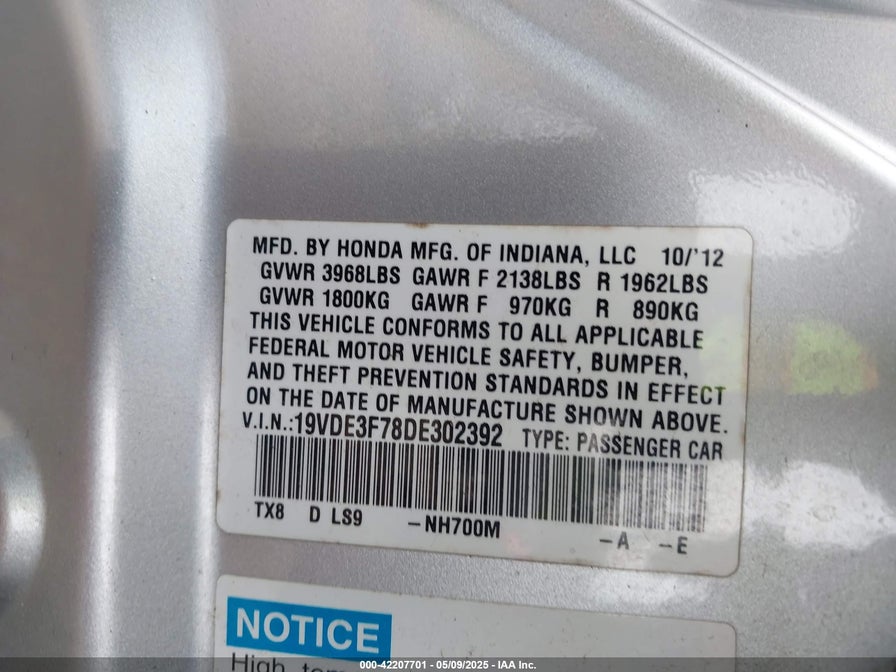 MFD. BY HONDA MFG. OF INDIANA, LLC 10/'12
GVWR 3968LBS GAWR F 2138LBS R 1962LBS
GVWR 1800KG GAWR F 970KG R 890KG
THIS VEHICLE CONFORMS TO ALL APPLICABLE
FEDERAL MOTOR VEHICLE SAFETY, BUMPER,
AND THEFT PREVENTION STANDARDS IN EFFECT
ON THE DATE OF MANUFACTURE SHOWN ABOVE.
V.I.N.:19VDE3F78DE302392 TYPE: PASSENGER CAR
TX8 D LS9 -NH700M -A -E
NOTICE
High
000-42207701 - 05/09/2025 - IAA Inc.